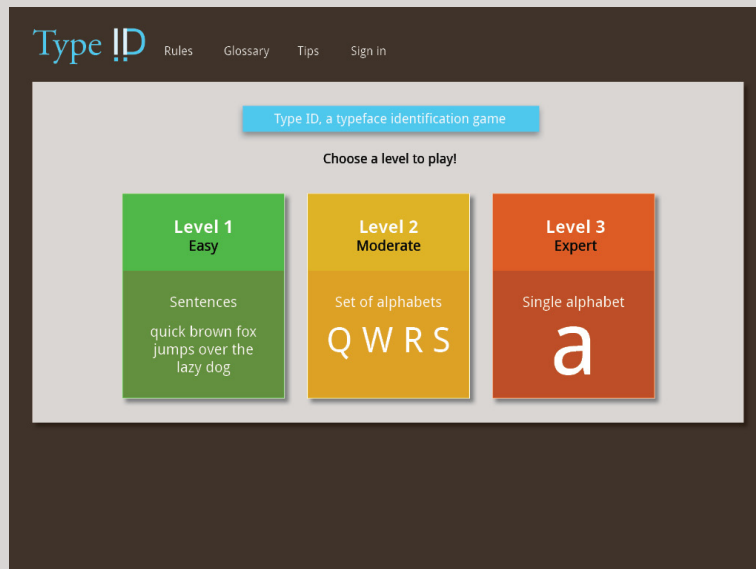 Type ID
Rules Glossary Tips Sign in
Type ID, a typeface identification game
Choose a level to play!
Level 1
Easy
Sentences
quick brown fox
jumps over the
lazy dog
Level 2
Moderate
Set of alphabets
Q W R S
Level 3
Expert
Single alphabet
a